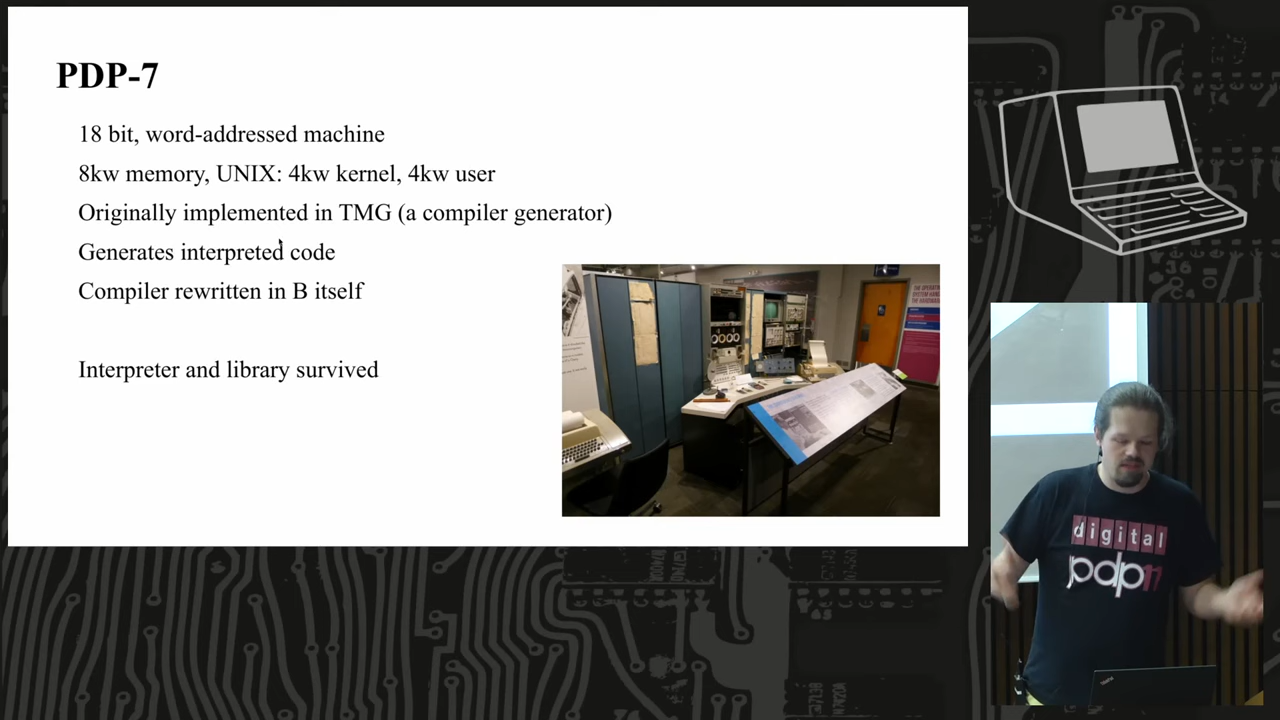 PDP-7
18 bit, word-addressed machine
8kw memory, UNIX: 4kw kernel, 4kw user
Originally implemented in TMG (a compiler generator)
Generates interpreted code
Compiler rewritten in B itself
Interpreter and library survived
digital
pdp11